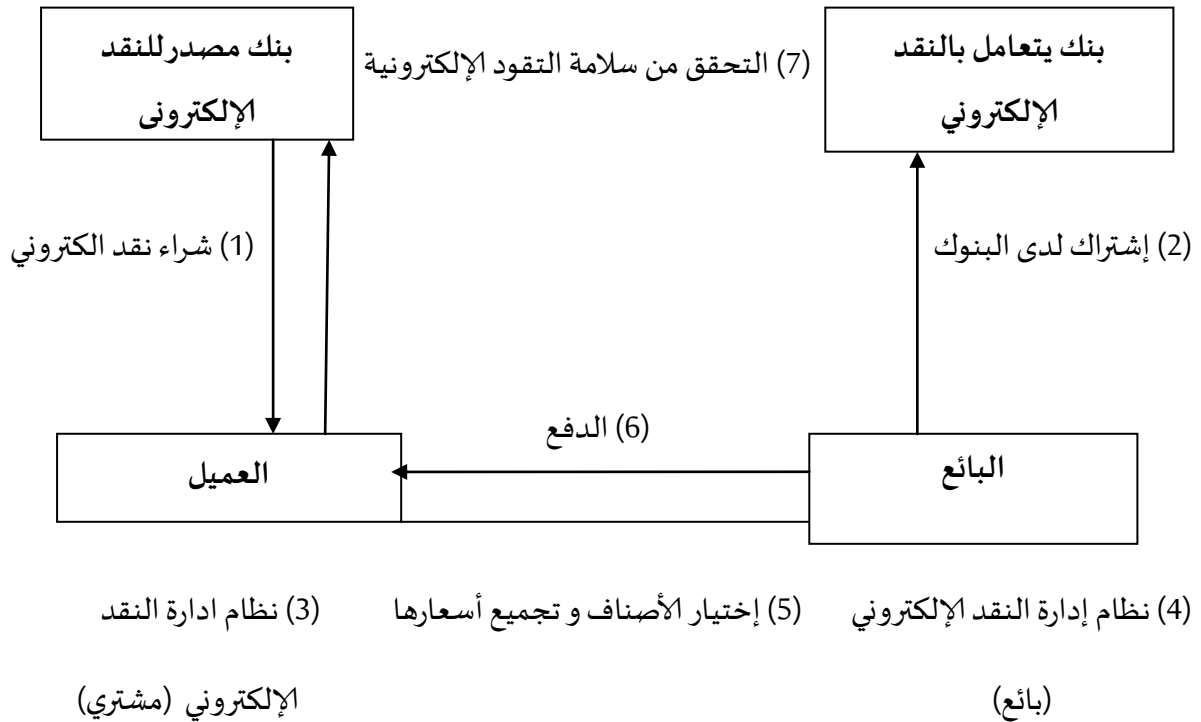 بنك يتعامل بالنقد
الإلكتروني
(7) التحقق من سلامة التقود الإلكترونية
بنك مصدر للنقد
الإلكترونى
(2) إشتراك لدى البنوك
(1) شراء نقد الكتروني
(6) الدفع
البائع
العميل
(4) نظام إدارة النقد الإلكتروني
(بائع)
(5) إختيار الأصناف و تجميع أسعارها
(3) نظام ادارة النقد
الإلكتروني (مشتري)